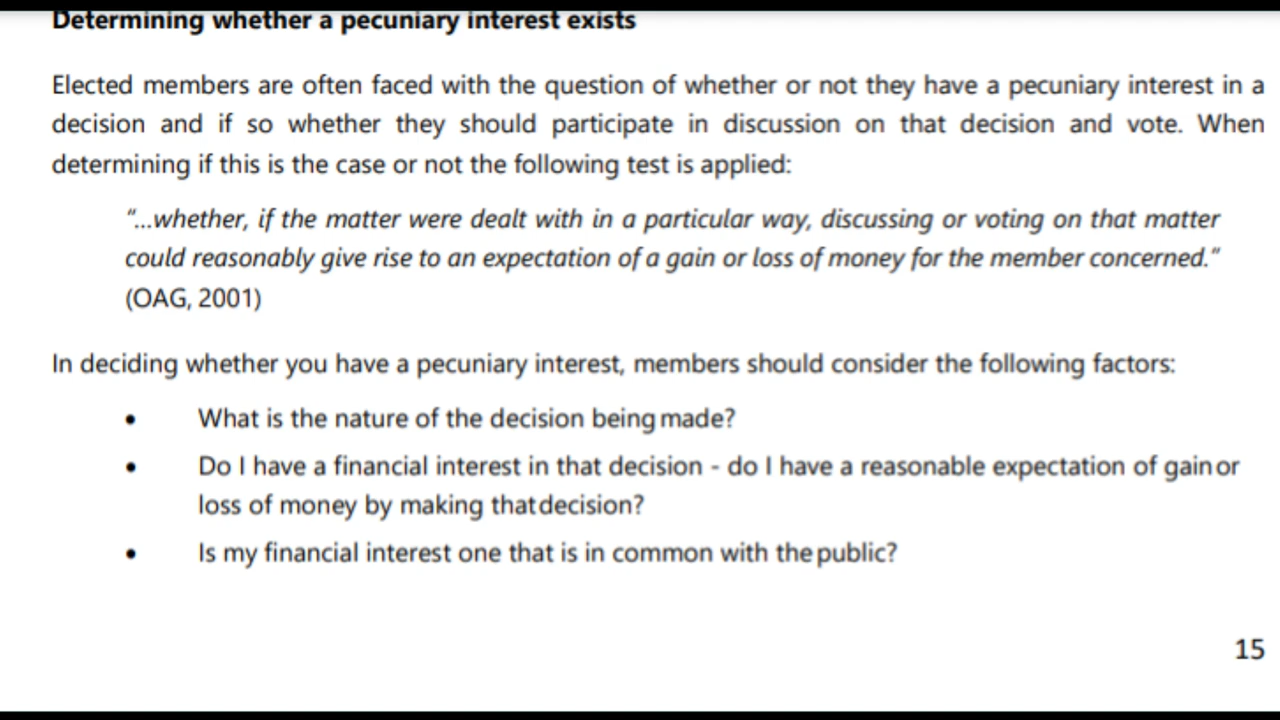 Determining whether a pecuniary interest exists
Elected members are often faced with the question of whether or not they have a pecuniary interest in a
decision and if so whether they should participate in discussion on that decision and vote. When
determining if this is the case or not the following test is applied:
"...whether, if the matter were dealt with in a particular way, discussing or voting on that matter
could reasonably give rise to an expectation of a gain or loss of money for the member concerned."
(OAG, 2001)
In deciding whether you have a pecuniary interest, members should consider the following factors:
• What is the nature of the decision being made?
• Do I have a financial interest in that decision - do I have a reasonable expectation of gain or
loss of money by making that decision?
• Is my financial interest one that is in common with the public?
15